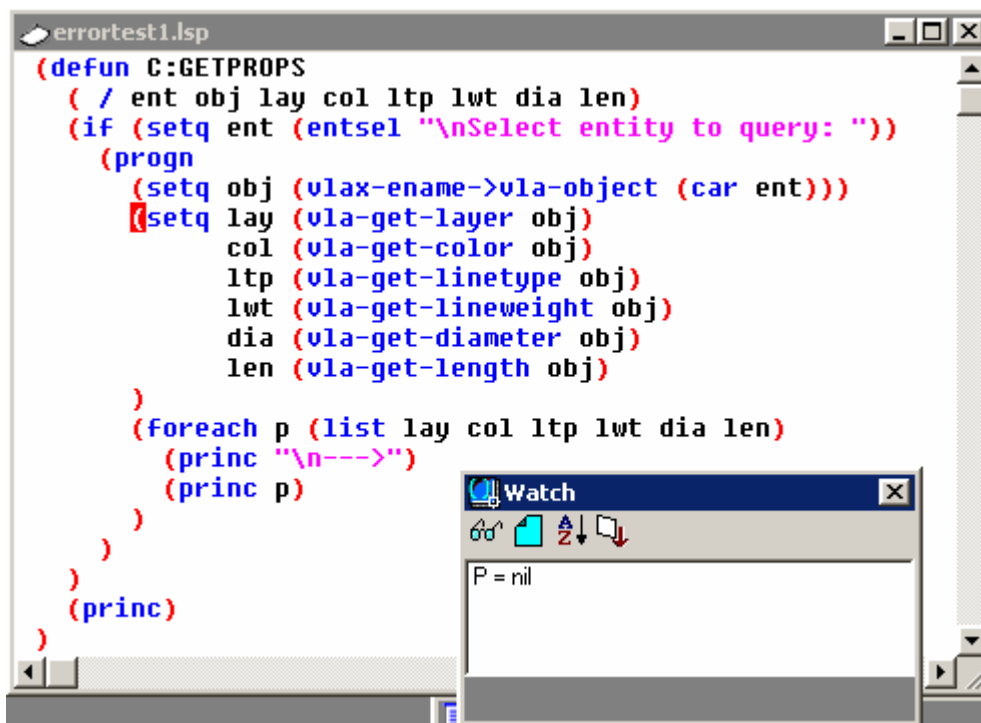 errortest1.lsp
(defun C:GETPROPS
  ( / ent obj lay col ltp lwt dia len)
  (if (setq ent (entsel "\nSelect entity to query: "))
    (progn
      (setq obj (vlax-ename->vla-object (car ent)))
      (setq lay (vla-get-layer obj)
            col (vla-get-color obj)
            ltp (vla-get-linetype obj)
            lwt (vla-get-lineweight obj)
            dia (vla-get-diameter obj)
            len (vla-get-length obj)
      )
      (foreach p (list lay col ltp lwt dia len)
        (princ "\n--->")
        (princ p)
      )
    )
  )
  (princ)
)
Watch
P = nil